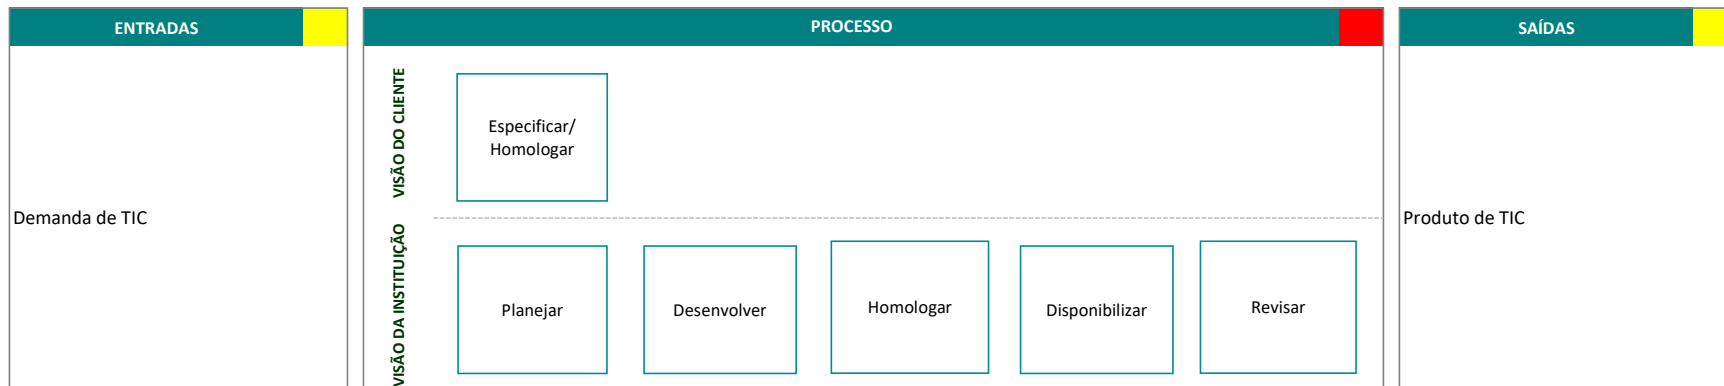 ENTRADAS
Demanda de TIC
PROCESSO
VISÃO DO CLIENTE
Especificar/
Homologar
VISÃO DA INSTITUIÇÃO
Planejar
Desenvolver
Homologar
Disponibilizar
Revisar
SAÍDAS
Produto de TIC